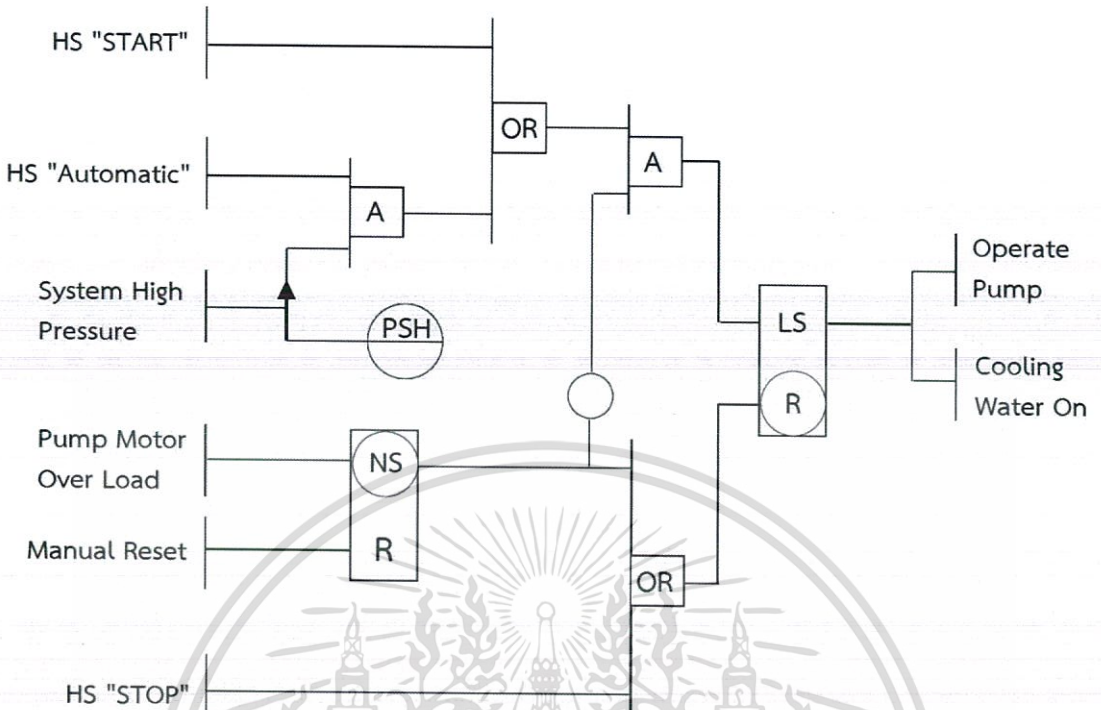 HS "START"
OR
A
HS "Automatic"
A
System High
Pressure
PSH
Operate
Pump
LS
Cooling
Water On
R
Pump Motor
Over Load
NS
Manual Reset
R
OR
HS "STOP"